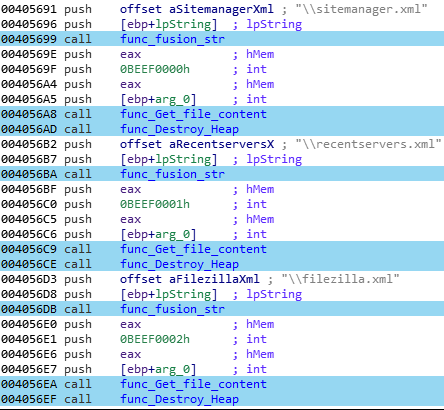 00405691 push offset aSitemanagerXml ; "\\sitemanager.xml"
00405696 push [ebp+lpString] ; lpString
00405699 call func_fusion_str
0040569E push eax ; hMem
0040569F push 0BEEF0000h ; int
004056A4 push eax ; hMem
004056A5 push [ebp+arg_0] ; int
004056A8 call func_Get_file_content
004056AD call func_Destroy_Heap
004056B2 push offset aRecentserversX ; "\\recentservers.xml"
004056B7 push [ebp+lpString] ; lpString
004056BA call func_fusion_str
004056BF push eax ; hMem
004056C0 push 0BEEF0001h ; int
004056C5 push eax ; hMem
004056C6 push [ebp+arg_0] ; int
004056C9 call func_Get_file_content
004056CE call func_Destroy_Heap
004056D3 push offset aFilezillaXml ; "\\filezilla.xml"
004056D8 push [ebp+lpString] ; lpString
004056DB call func_fusion_str
004056E0 push eax ; hMem
004056E1 push 0BEEF0002h ; int
004056E6 push eax ; hMem
004056E7 push [ebp+arg_0] ; int
004056EA call func_Get_file_content
004056EF call func_Destroy_Heap